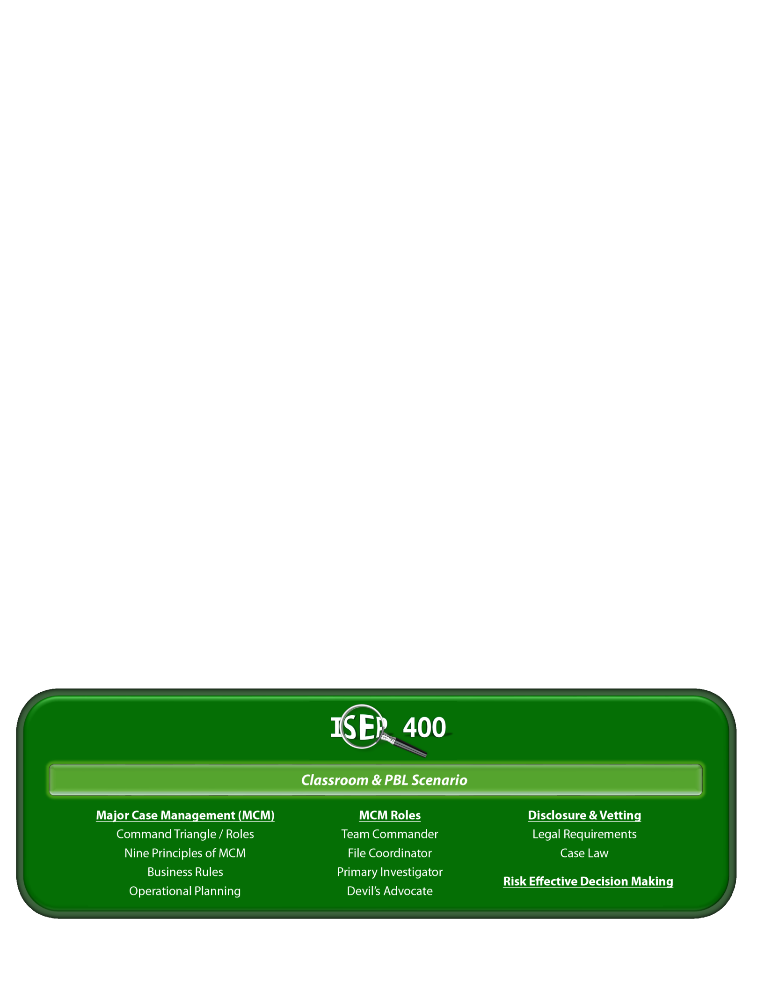 ISEP 400
Classroom & PBL Scenario
Major Case Management (MCM)
Command Triangle / Roles
Nine Principles of MCM
Business Rules
Operational Planning
MCM Roles
Team Commander
File Coordinator
Primary Investigator
Devil’s Advocate
Disclosure & Vetting
Legal Requirements
Case Law
Risk Effective Decision Making